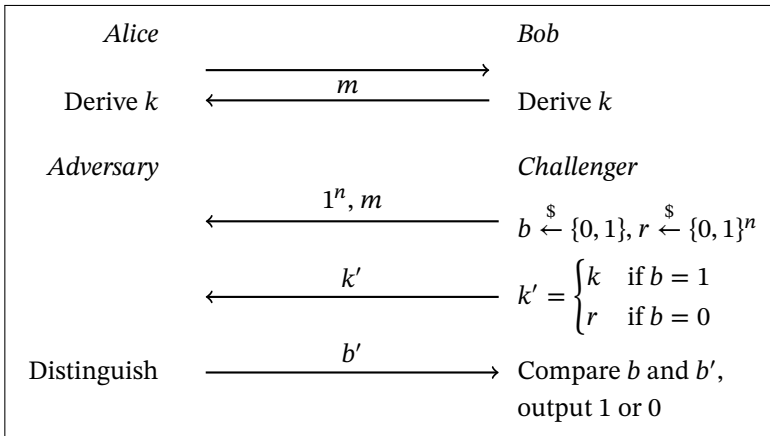 Alice Bob
m
Derive k Derive k
Adversary Challenger
1ⁿ, m
b ←$ {0, 1}, r ←$ {0, 1}ⁿ
k′ k′ = { k if b = 1
r if b = 0
b′
Distinguish Compare b and b′,
output 1 or 0